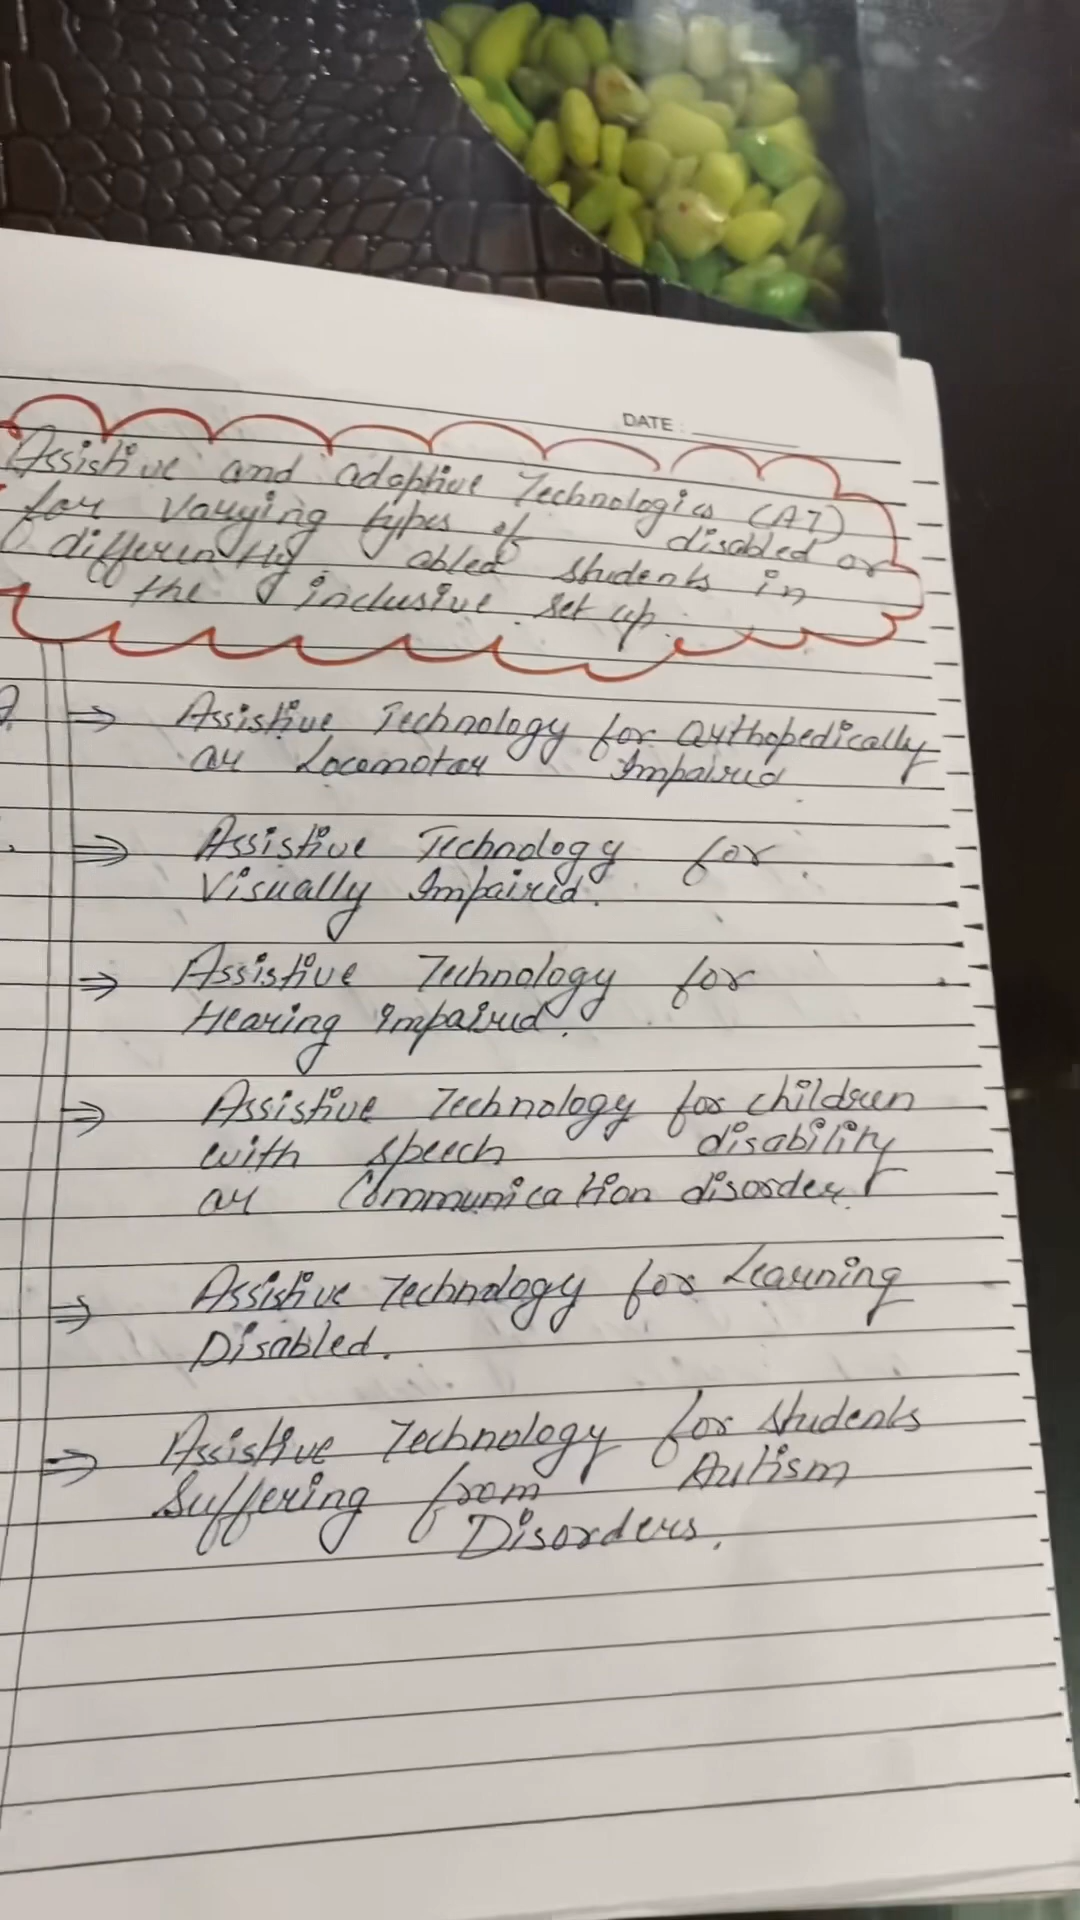 DATE :
Assistive and adaptive Technologies (AT)
for Varying types of disabled or
differently abled students in
the inclusive set up.
⇒ Assistive Technology for Orthopedically
or Locomotor Impaired.
⇒ Assistive Technology for
Visually Impaired.
⇒ Assistive Technology for
Hearing Impaired.
⇒ Assistive Technology for children
with speech disability
or Communication disorder.
⇒ Assistive Technology for Learning
Disabled.
⇒ Assistive Technology for students
Suffering from Autism
Disorders.